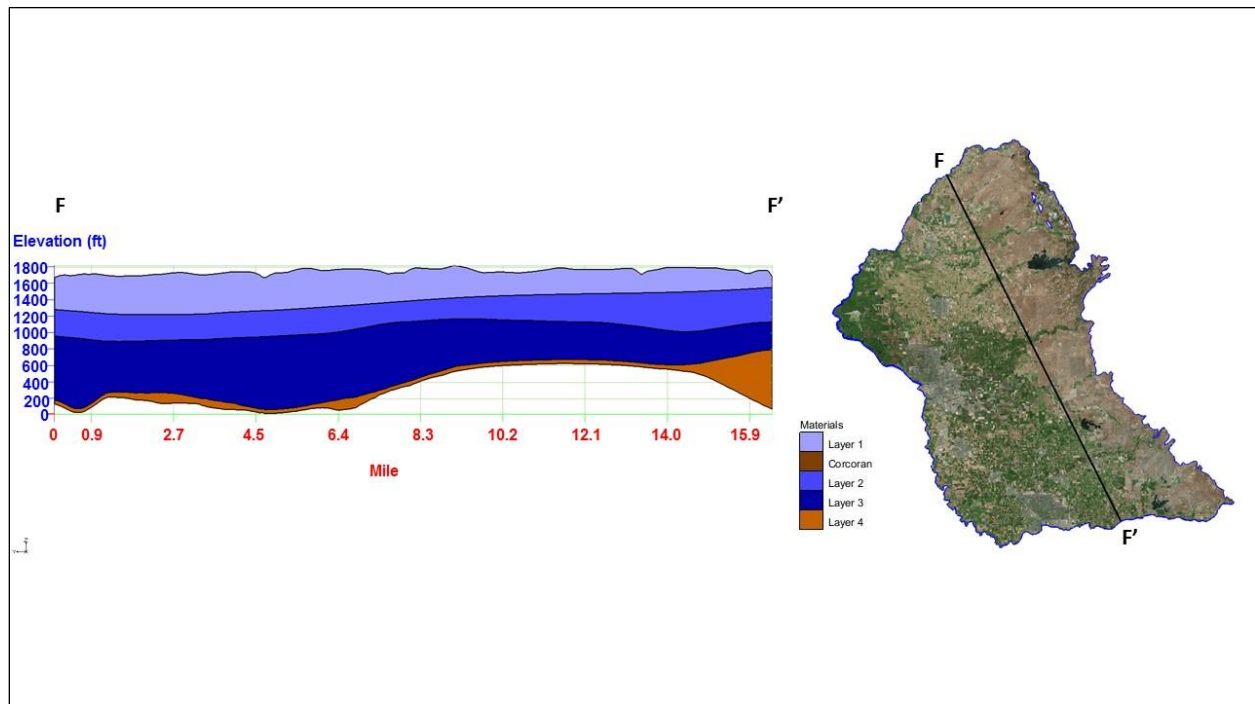 F
F’
Elevation (ft)
1800
1600
1400
1200
1000
800
600
400
200
0
0 0.9 2.7 4.5 6.4 8.3 10.2 12.1 14.0 15.9
Mile
Materials
Layer 1
Corcoran
Layer 2
Layer 3
Layer 4
F
F’